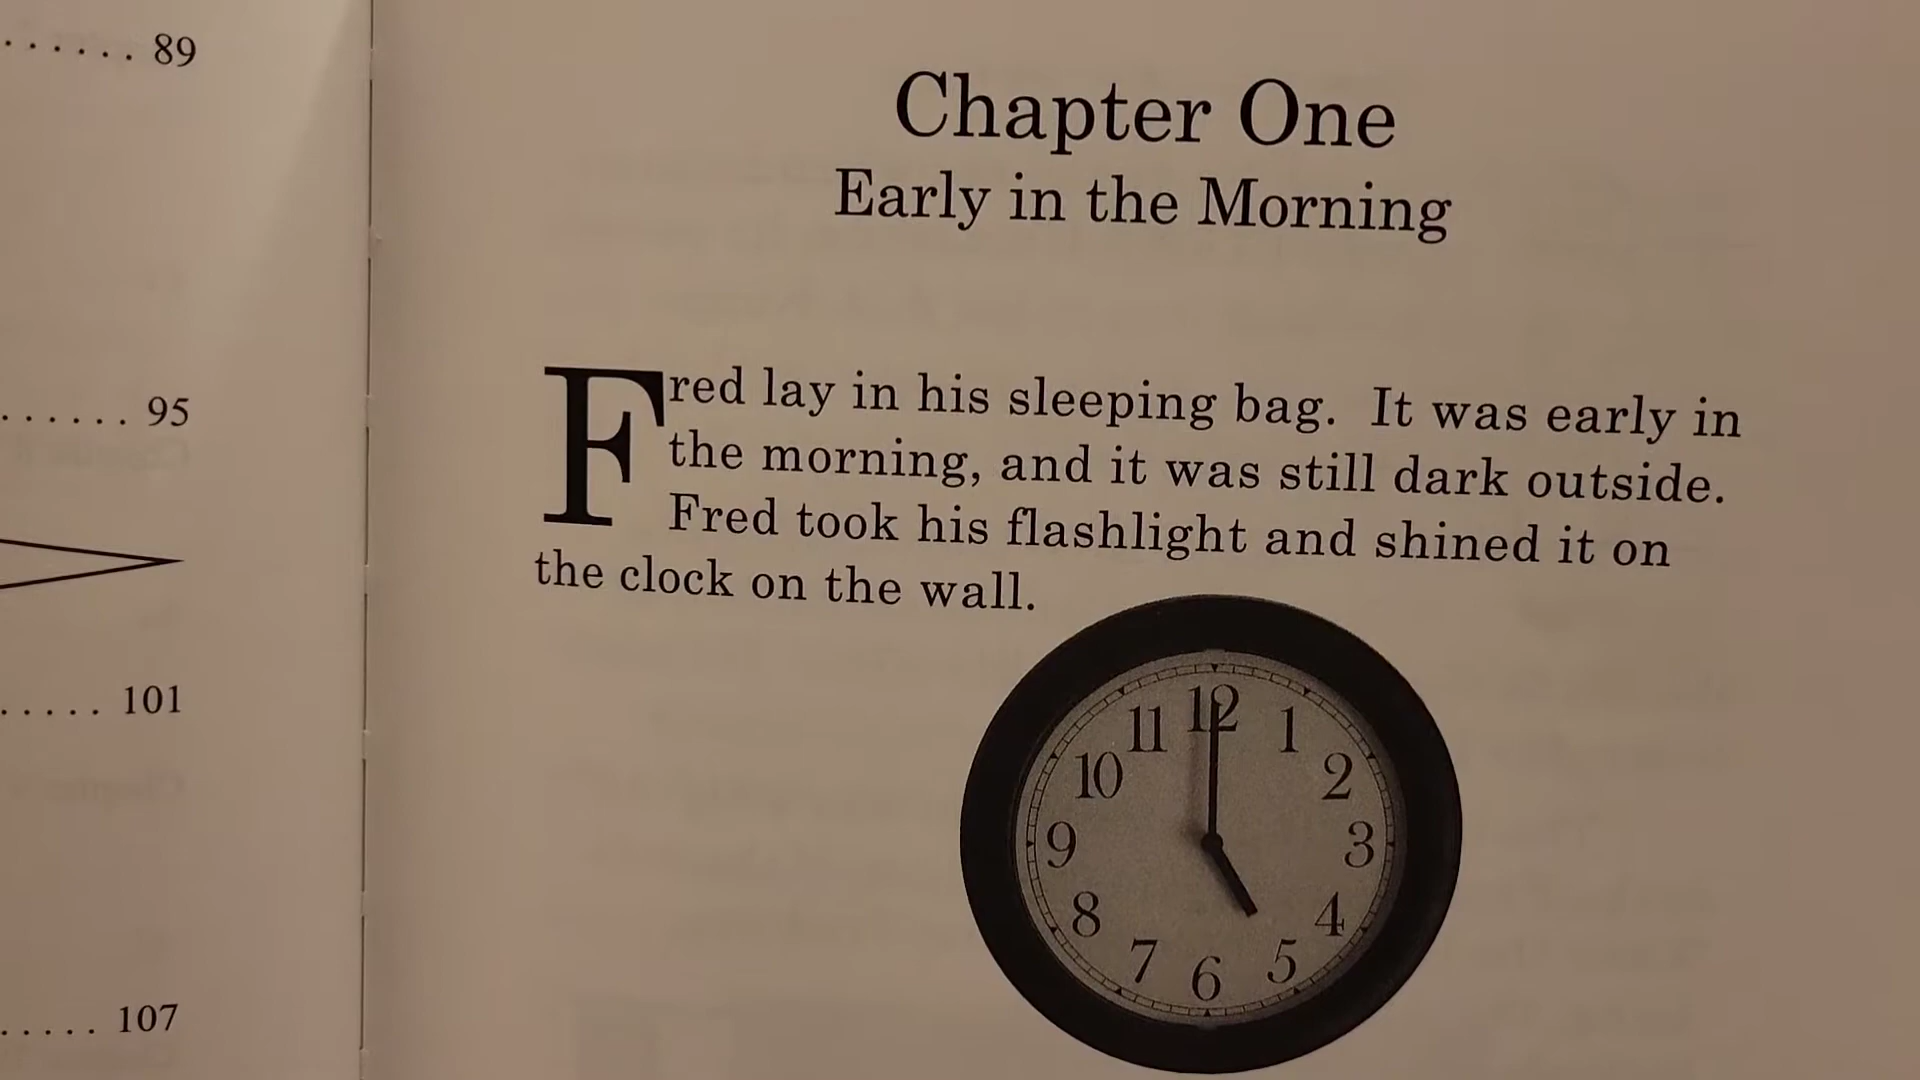 ...... 89
...... 95
..... 101
..... 107
Chapter One
Early in the Morning
Fred lay in his sleeping bag. It was early in
the morning, and it was still dark outside.
Fred took his flashlight and shined it on
the clock on the wall.
12
11
1
10
2
9
3
8
4
7
5
6